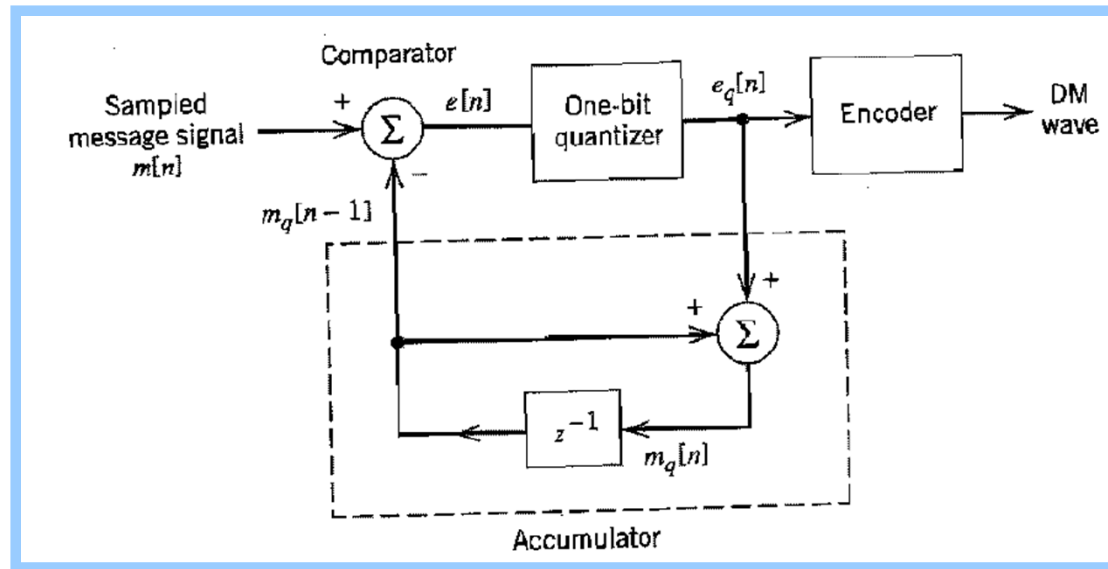 Comparator
Sampled
message signal
m[n]
+
Σ
−
e[n]
One-bit
quantizer
e_q[n]
Encoder
DM
wave
m_q[n − 1]
+
+
Σ
z^−1
m_q[n]
Accumulator